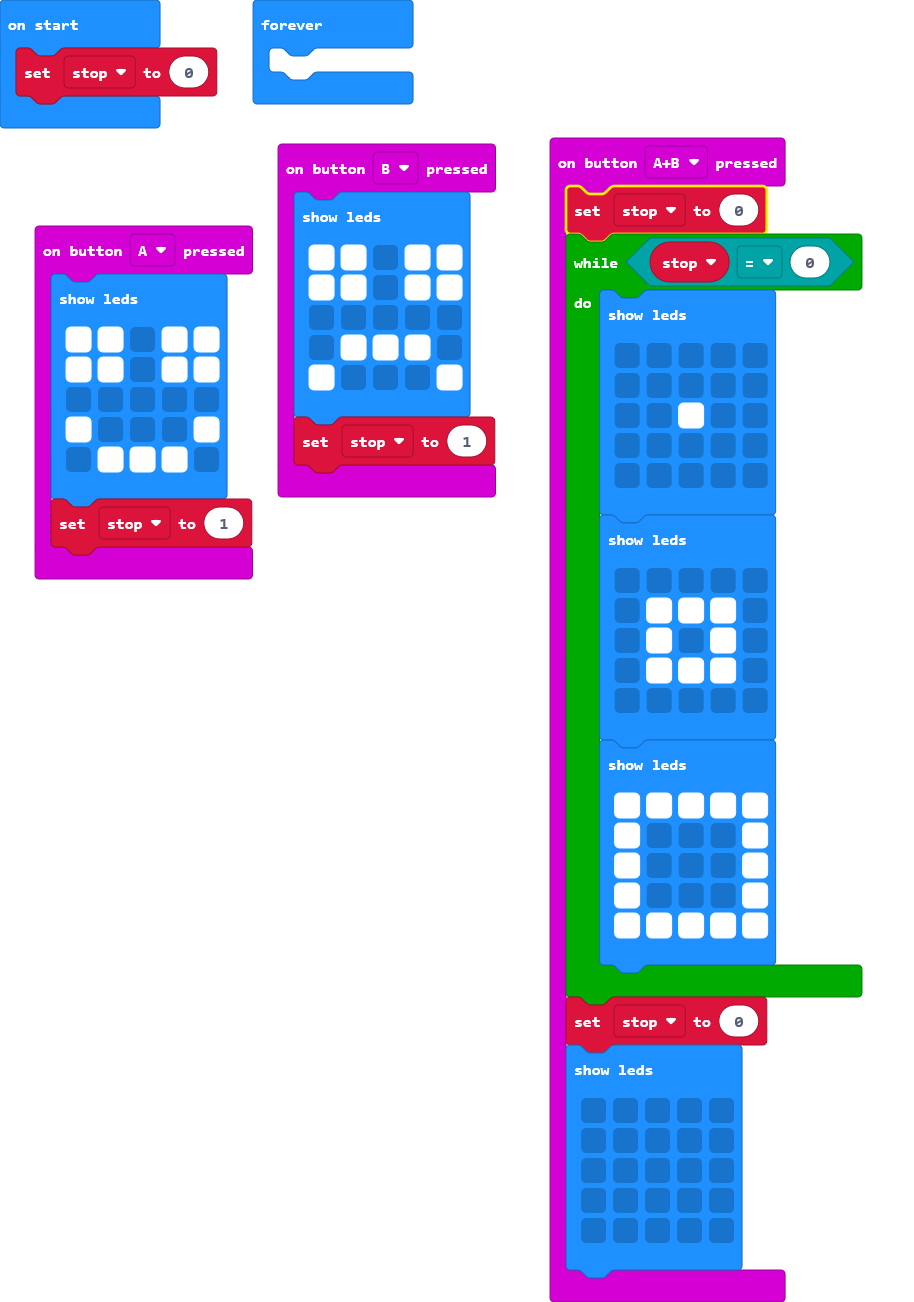 on start
set stop to 0
forever
on button A pressed
show leds
set stop to 1
on button B pressed
show leds
set stop to 1
on button A+B pressed
set stop to 0
while stop = 0
do
show leds
show leds
show leds
set stop to 0
show leds